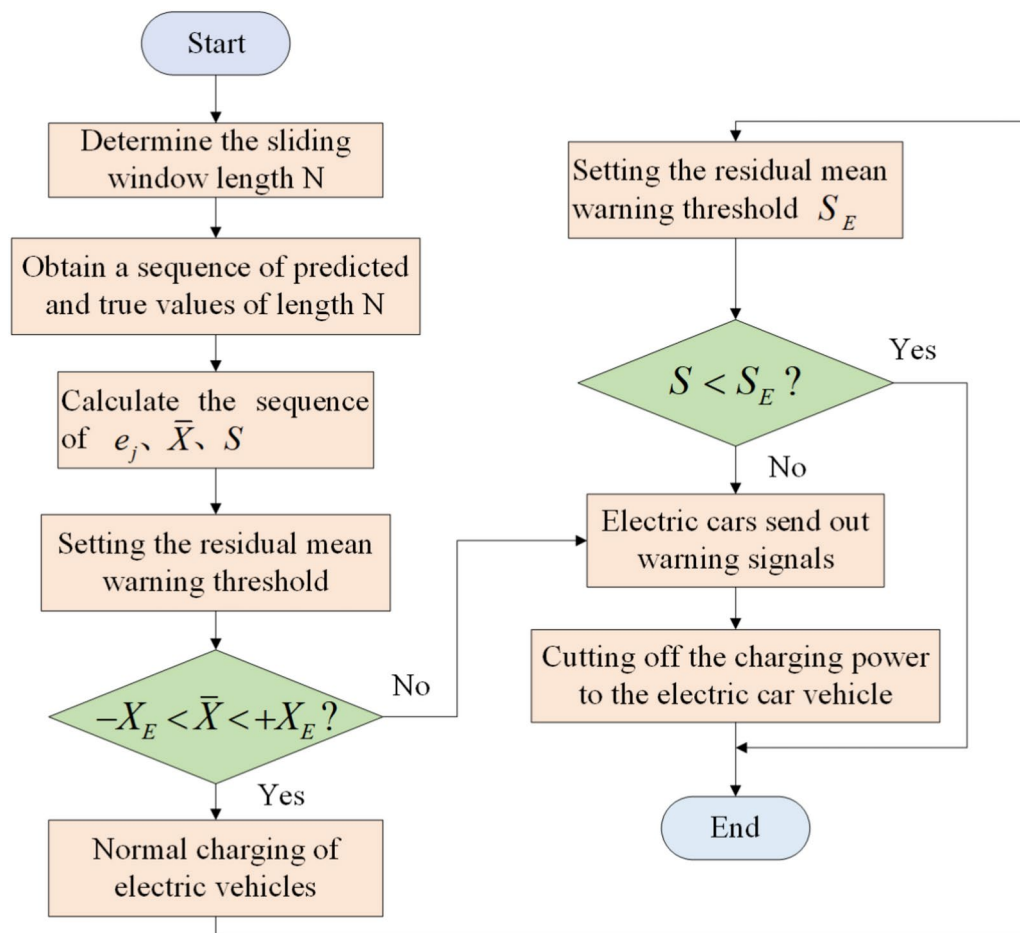 Start
Determine the sliding
window length N
Obtain a sequence of predicted
and true values of length N
Calculate the sequence
of e_j、X̄、S
Setting the residual mean
warning threshold
−X_E < X̄ < +X_E ?
No
Yes
Normal charging of
electric vehicles
Setting the residual mean
warning threshold S_E
S < S_E ?
Yes
No
Electric cars send out
warning signals
Cutting off the charging power
to the electric car vehicle
End